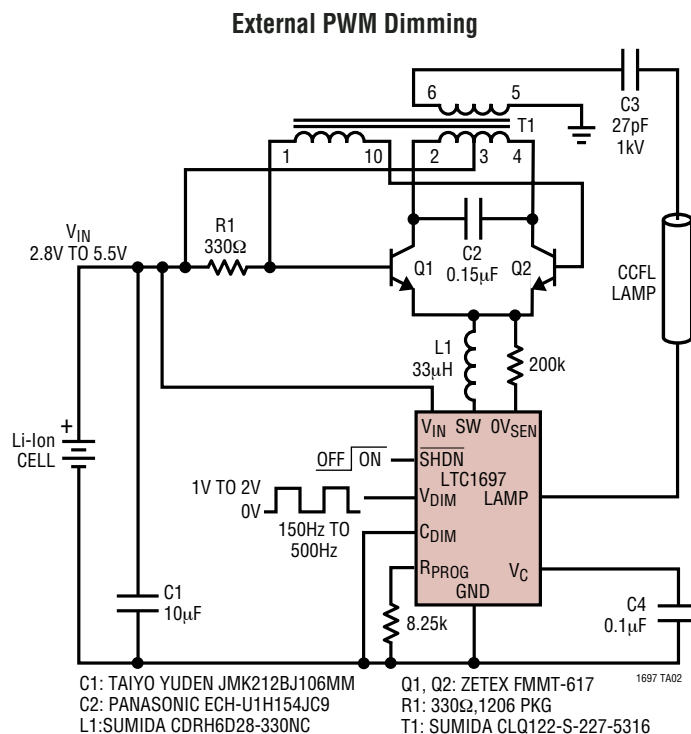 External PWM Dimming
6 5
C3
27pF
1kV
T1
1 10 2 3 4
VIN
2.8V TO 5.5V
R1
330Ω
Q1
C2
0.15µF
Q2
CCFL
LAMP
L1
33µH
200k
Li-Ion
CELL
+
VIN SW 0VSEN
OFF ON
SHDN
LTC1697
LAMP
1V TO 2V
0V
VDIM
150Hz TO
500Hz
CDIM
RPROG
VC
GND
C1
10µF
8.25k
C4
0.1µF
1697 TA02
C1: TAIYO YUDEN JMK212BJ106MM
C2: PANASONIC ECH-U1H154JC9
L1:SUMIDA CDRH6D28-330NC
Q1, Q2: ZETEX FMMT-617
R1: 330Ω,1206 PKG
T1: SUMIDA CLQ122-S-227-5316